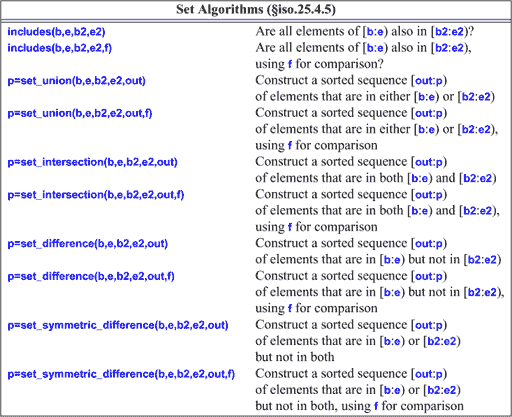 Set Algorithms (§iso.25.4.5)
includes(b,e,b2,e2) Are all elements of [b:e) also in [b2:e2)?
includes(b,e,b2,e2,f) Are all elements of [b:e) also in [b2:e2),
using f for comparison?
p=set_union(b,e,b2,e2,out) Construct a sorted sequence [out:p)
of elements that are in either [b:e) or [b2:e2)
p=set_union(b,e,b2,e2,out,f) Construct a sorted sequence [out:p)
of elements that are in either [b:e) or [b2:e2),
using f for comparison
p=set_intersection(b,e,b2,e2,out) Construct a sorted sequence [out:p)
of elements that are in both [b:e) and [b2:e2)
p=set_intersection(b,e,b2,e2,out,f) Construct a sorted sequence [out:p)
of elements that are in both [b:e) and [b2:e2),
using f for comparison
p=set_difference(b,e,b2,e2,out) Construct a sorted sequence [out:p)
of elements that are in [b:e) but not in [b2:e2)
p=set_difference(b,e,b2,e2,out,f) Construct a sorted sequence [out:p)
of elements that are in [b:e) but not in [b2:e2),
using f for comparison
p=set_symmetric_difference(b,e,b2,e2,out) Construct a sorted sequence [out:p)
of elements that are in [b:e) or [b2:e2)
but not in both
p=set_symmetric_difference(b,e,b2,e2,out,f) Construct a sorted sequence [out:p)
of elements that are in [b:e) or [b2:e2)
but not in both, using f for comparison